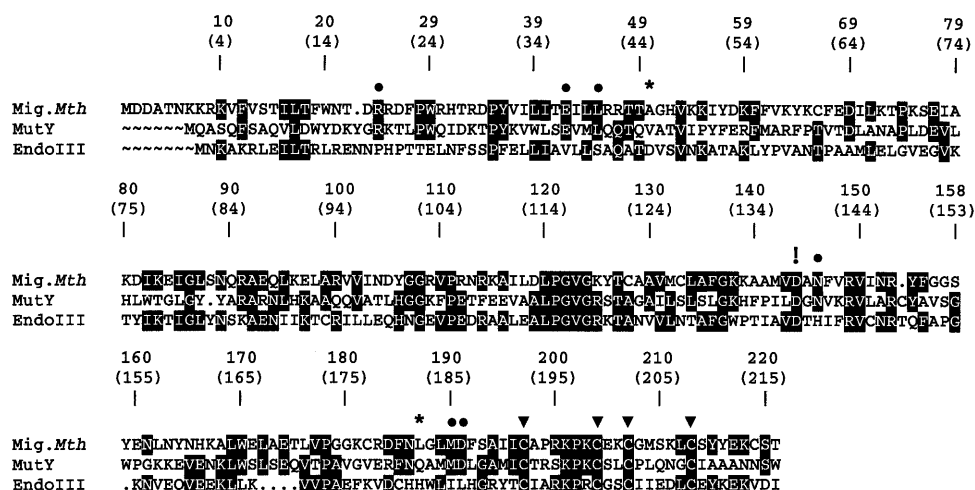 10 20 29 39 49 59 69 79
(4) (14) (24) (34) (44) (54) (64) (74)
| | | | | | | |
● ● ● *
Mig.Mth MDDATNKKRKVFVSTILTFWNT.DRRDFPWRHTRDPYVILLTEILLRRTTAGHVKKIYDKFFVKYKCFEDILKTPKSEIA
MutY ~~~~~~MQASQFSAQVLDWYDKYGRKTLPWQIDKTPYKVWLSEVMLQQTQVATVIPYFERFMARFPTVTDLANAPLDEVL
EndoIII ~~~~~~~MNKAKRLEILTRLRENNPHPTTELNFSSPFELLIAVLLSAQATDVSVNKATAKLYPVANTPAAMLELGVEGVK
80 90 100 110 120 130 140 150 158
(75) (84) (94) (104) (114) (124) (134) (144) (153)
| | | | | | | | |
! ●
Mig.Mth KDIKEIGLSNQRAEQLKELARVVINDYGGRVPRNRKAILDLPGVGKYTCAAVMCLAFGKKAAMVDANFVRVINR.YFGGS
MutY HLWTGLGY.YARARNLHKAAQQVATLHGGKFPETFEEVAALPGVGRSTAGAILSLSLGKHFPILDGNVKRVLARCYAVSG
EndoIII TYIKTIGLYNSKAENIIKTCRILLEQHNGEVPEDRAALEALPGVGRKTANVVLNTAFGWPTIAVDTHIFRVCNRTQFAPG
160 170 180 190 200 210 220
(155) (165) (175) (185) (195) (205) (215)
| | | | | | |
* ●● ▼ ▼ ▼ ▼
Mig.Mth YENLNYNHKALWELAETLVPGGKCRDFNLGLMDFSAIICAPRKPKCEKCGMSKLCSYYEKCST
MutY WPGKKEVENKLWSLSEQVTPAVGVERFNQAMMDLGAMICTRSKPKCSLCPLQNGCIAAANNSW
EndoIII .KNVEQVEEKLLK....VVPAEFKVDCHHWLILHGRYTCIARKPRCGSCIIEDLCEYKEKVDI